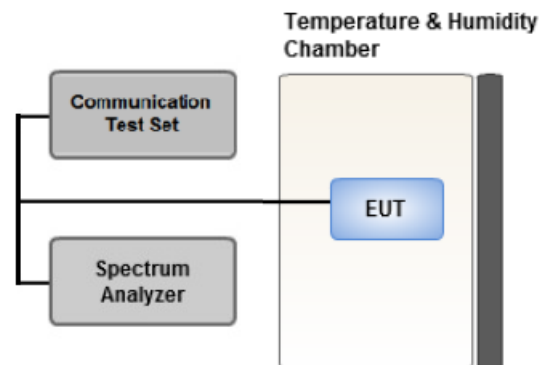 Temperature & Humidity
Chamber
Communication
Test Set
EUT
Spectrum
Analyzer